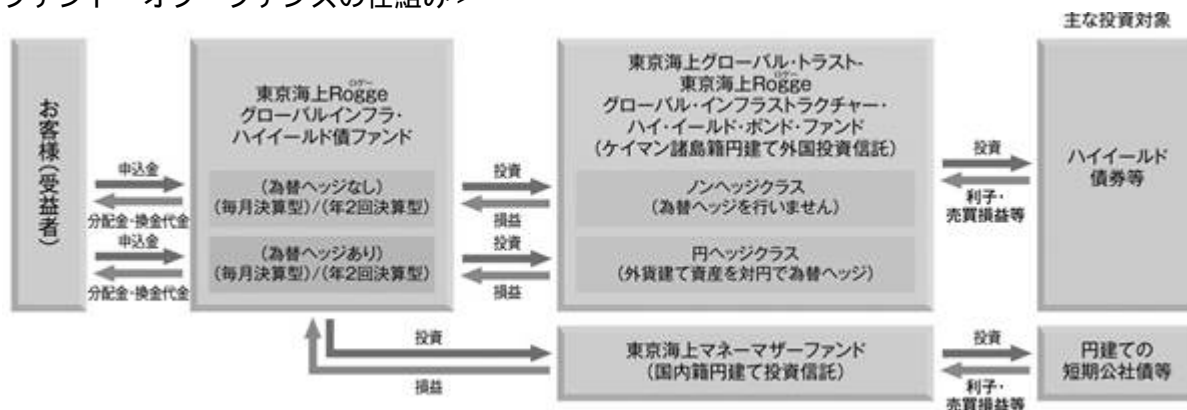 ファンド・オブ・ファンズの仕組み>
主な投資対象
お客様(受益者)
申込金
分配金・換金代金
申込金
分配金・換金代金
ロゲー
東京海上Rogge
グローバルインフラ・
ハイイールド債ファンド
(為替ヘッジなし)
(毎月決算型)/(年2回決算型)
(為替ヘッジあり)
(毎月決算型)/(年2回決算型)
投資
損益
投資
損益
東京海上グローバル・トラスト-
ロゲー
東京海上Rogge
グローバル・インフラストラクチャー・
ハイ・イールド・ボンド・ファンド
(ケイマン諸島籍円建て外国投資信託)
ノンヘッジクラス
(為替ヘッジを行いません)
円ヘッジクラス
(外貨建て資産を対円で為替ヘッジ)
投資
利子・
売買損益等
ハイイールド
債券等
投資
損益
東京海上マネーマザーファンド
(国内籍円建て投資信託)
投資
利子・
売買損益等
円建ての
短期公社債等